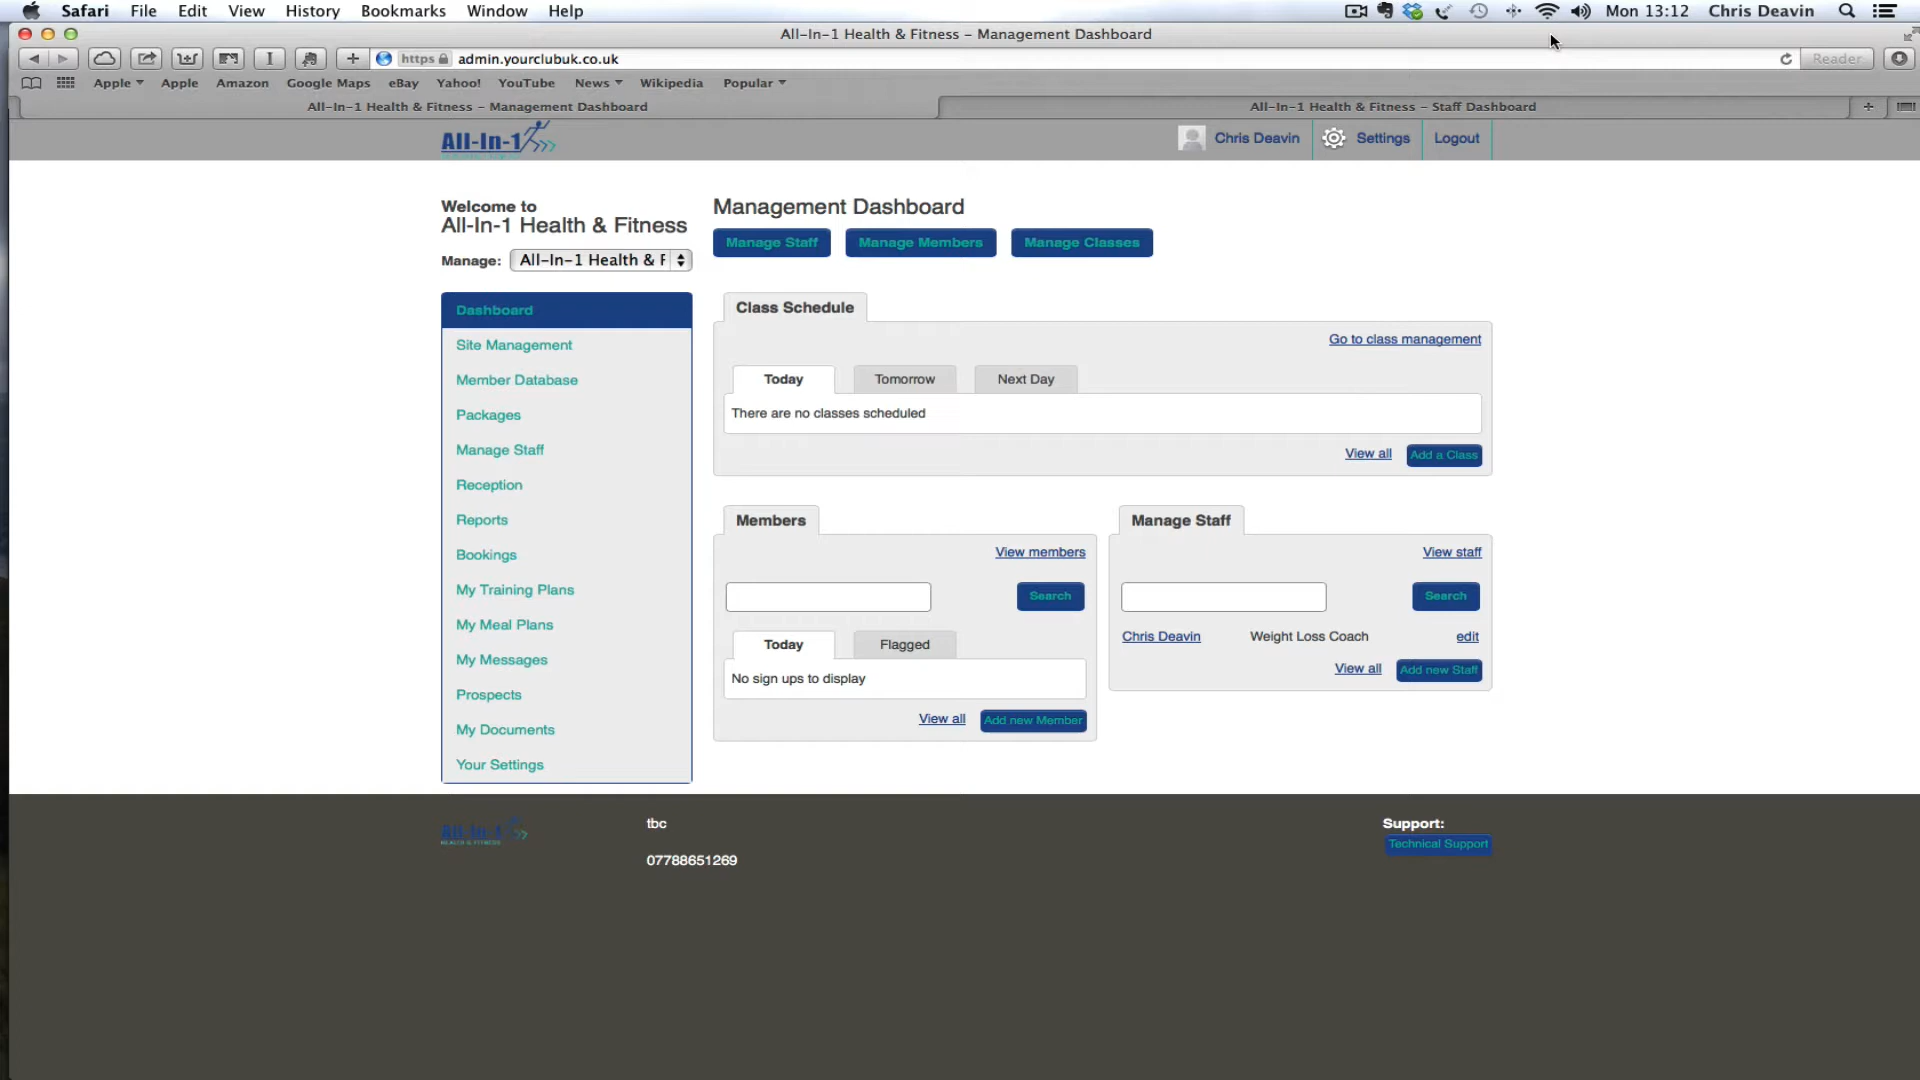 Safari File Edit View History Bookmarks Window Help Mon 13:12 Chris Deavin
All-In-1 Health & Fitness – Management Dashboard
https admin.yourclubuk.co.uk Reader
Apple Apple Amazon Google Maps eBay Yahoo! YouTube News Wikipedia Popular
All-In-1 Health & Fitness – Management Dashboard All-In-1 Health & Fitness – Staff Dashboard
All-In-1 Chris Deavin Settings Logout
Welcome to
All-In-1 Health & Fitness
Manage: All-In-1 Health & F
Dashboard
Site Management
Member Database
Packages
Manage Staff
Reception
Reports
Bookings
My Training Plans
My Meal Plans
My Messages
Prospects
My Documents
Your Settings
Management Dashboard
Manage Staff Manage Members Manage Classes
Class Schedule
Go to class management
Today Tomorrow Next Day
There are no classes scheduled
View all Add a Class
Members
View members
Search
Today Flagged
No sign ups to display
View all Add new Member
Manage Staff
View staff
Search
Chris Deavin Weight Loss Coach edit
View all Add new Staff
All-In-1
HEALTH & FITNESS
tbc
07788651269
Support:
Technical Support